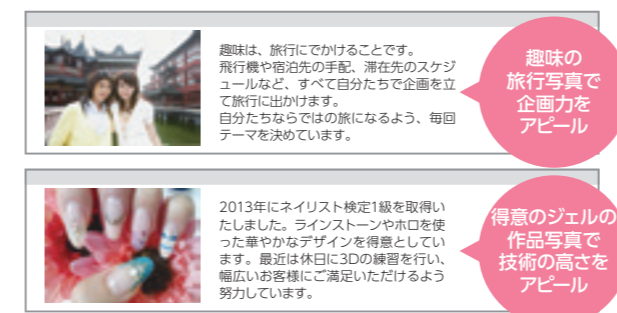 趣味は、旅行にでかけることです。
飛行機や宿泊先の手配、滞在先のスケジ
ュールなど、すべて自分たちで企画を立
て旅行に出かけます。
自分たちならではの旅になるよう、毎回
テーマを決めています。
趣味の
旅行写真で
企画力を
アピール
2013年にネイリスト検定1級を取得い
たしました。ラインストーンやホロを使
った華やかなデザインを得意としてい
ます。最近は休日に3Dの練習を行い、
幅広いお客様にご満足いただけるよう
努力しています。
得意のジェルの
作品写真で
技術の高さを
アピール